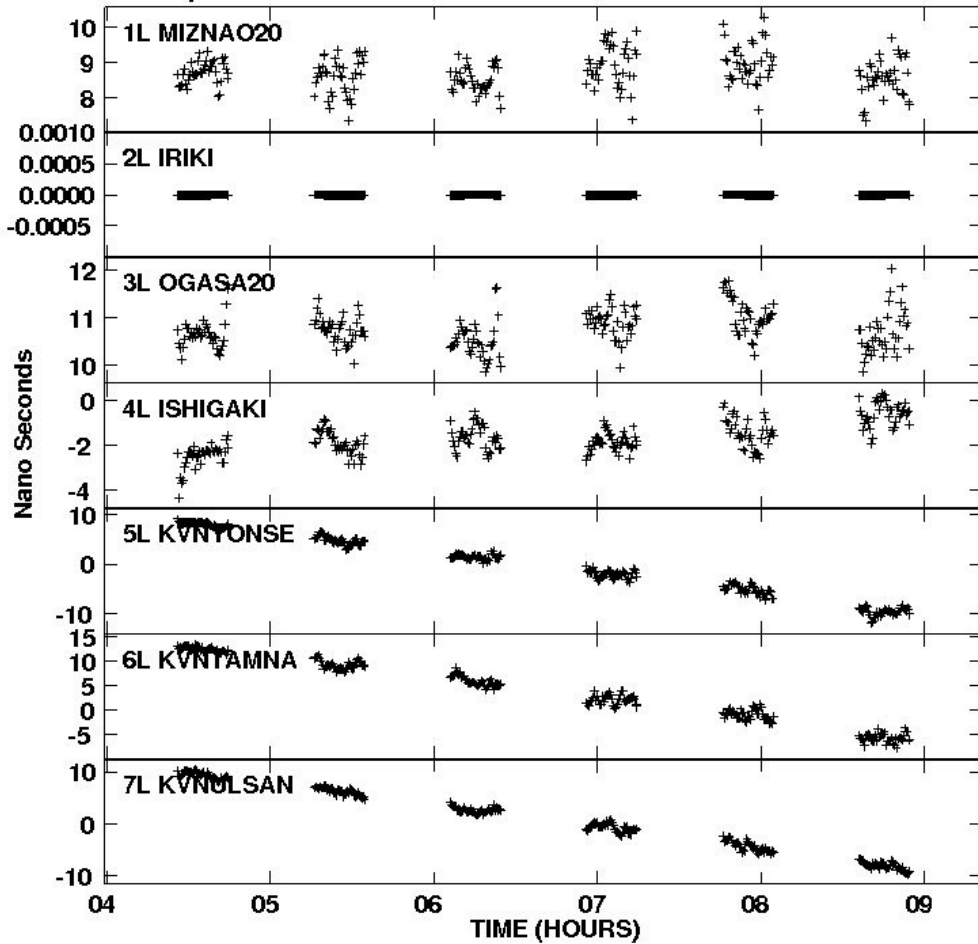 10
1L MIZNAO20
9
8
0.0010
2L IRIKI
0.0005
0.0000
-0.0005
12
3L OGASA20
11
10
0
4L ISHIGAKI
-2
-4
Nano Seconds
10
5L KVNYONSE
0
-10
15
6L KVNTAMNA
10
5
0
-5
10
7L KVNULSAN
0
-10
04 05 06 07 08 09
TIME (HOURS)